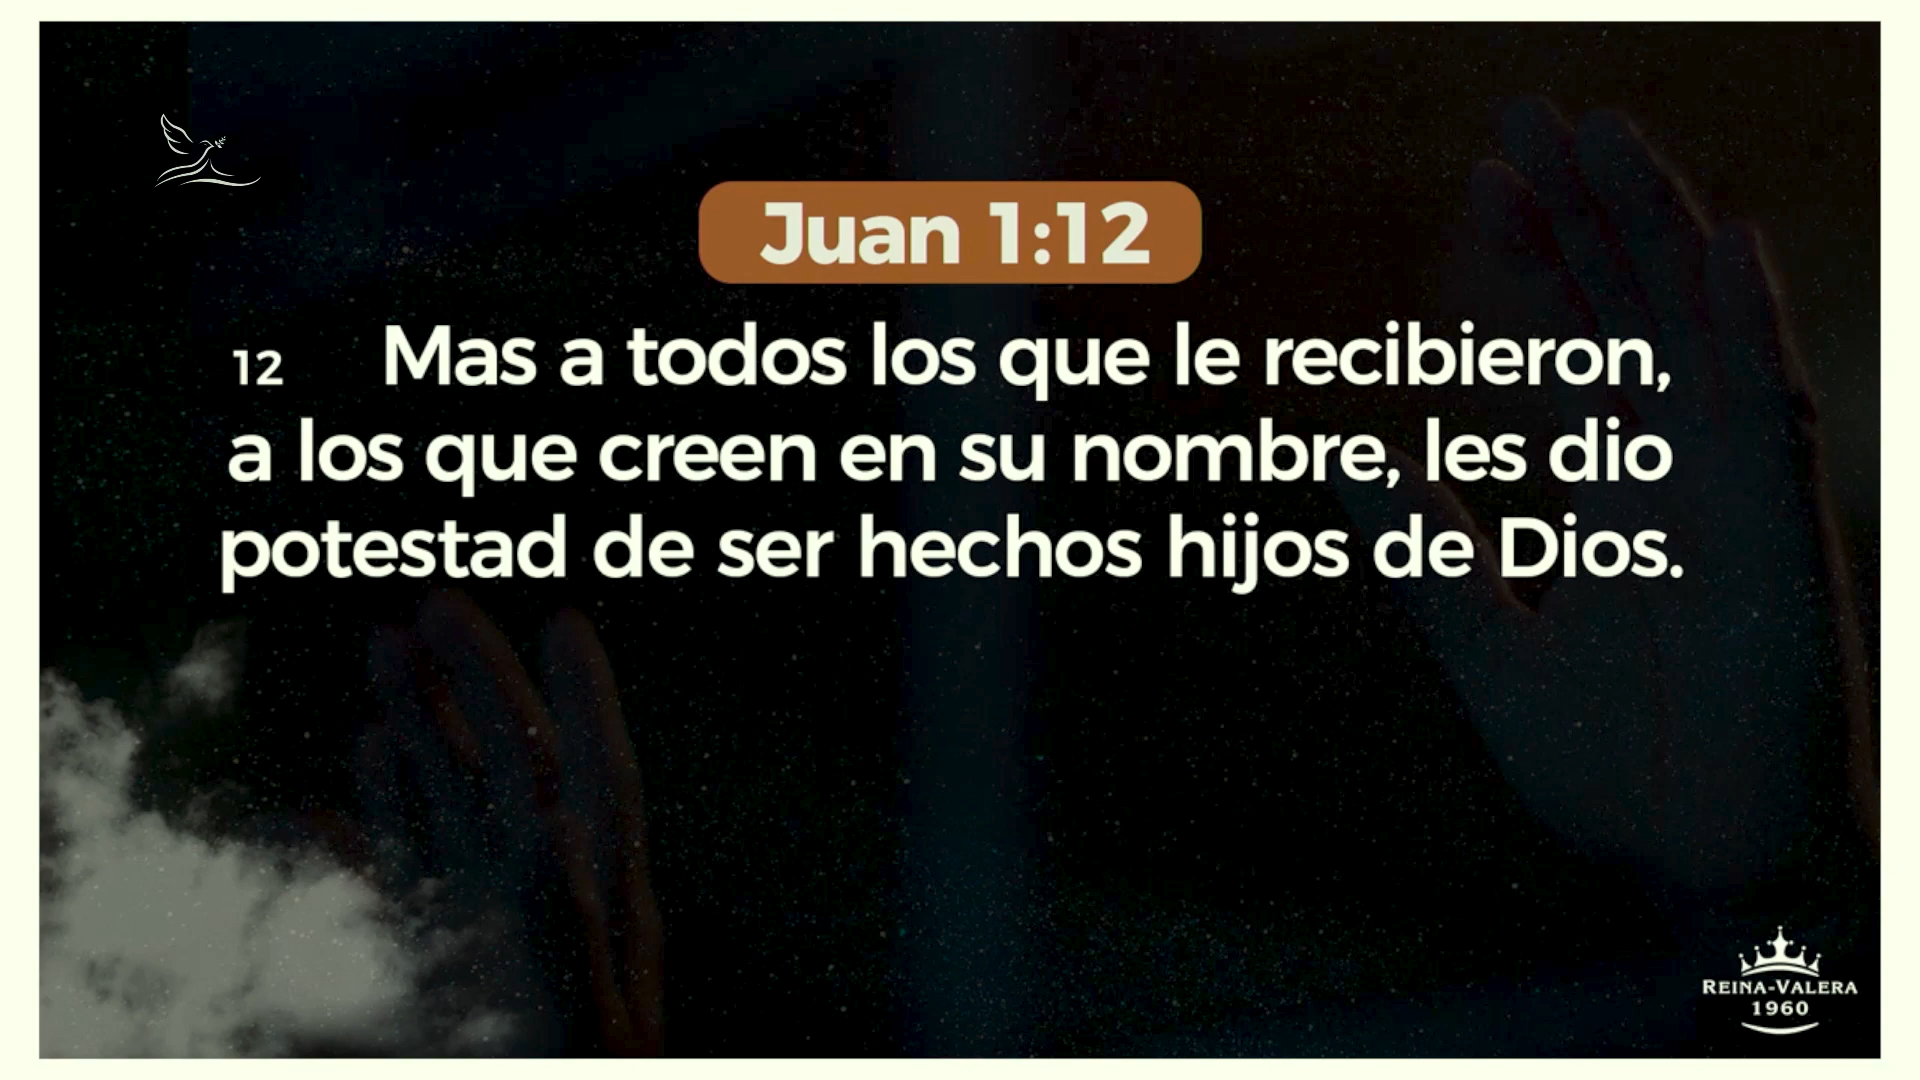 Juan 1:12
12 Mas a todos los que le recibieron,
a los que creen en su nombre, les dio
potestad de ser hechos hijos de Dios.
REINA-VALERA
1960